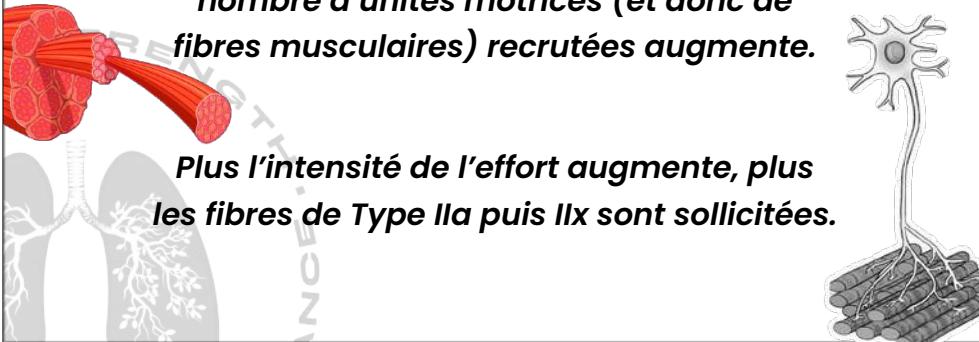 nombre d'unités motrices (et donc de
fibres musculaires) recrutées augmente.
Plus l’intensité de l’effort augmente, plus
les fibres de Type IIa puis IIx sont sollicitées.